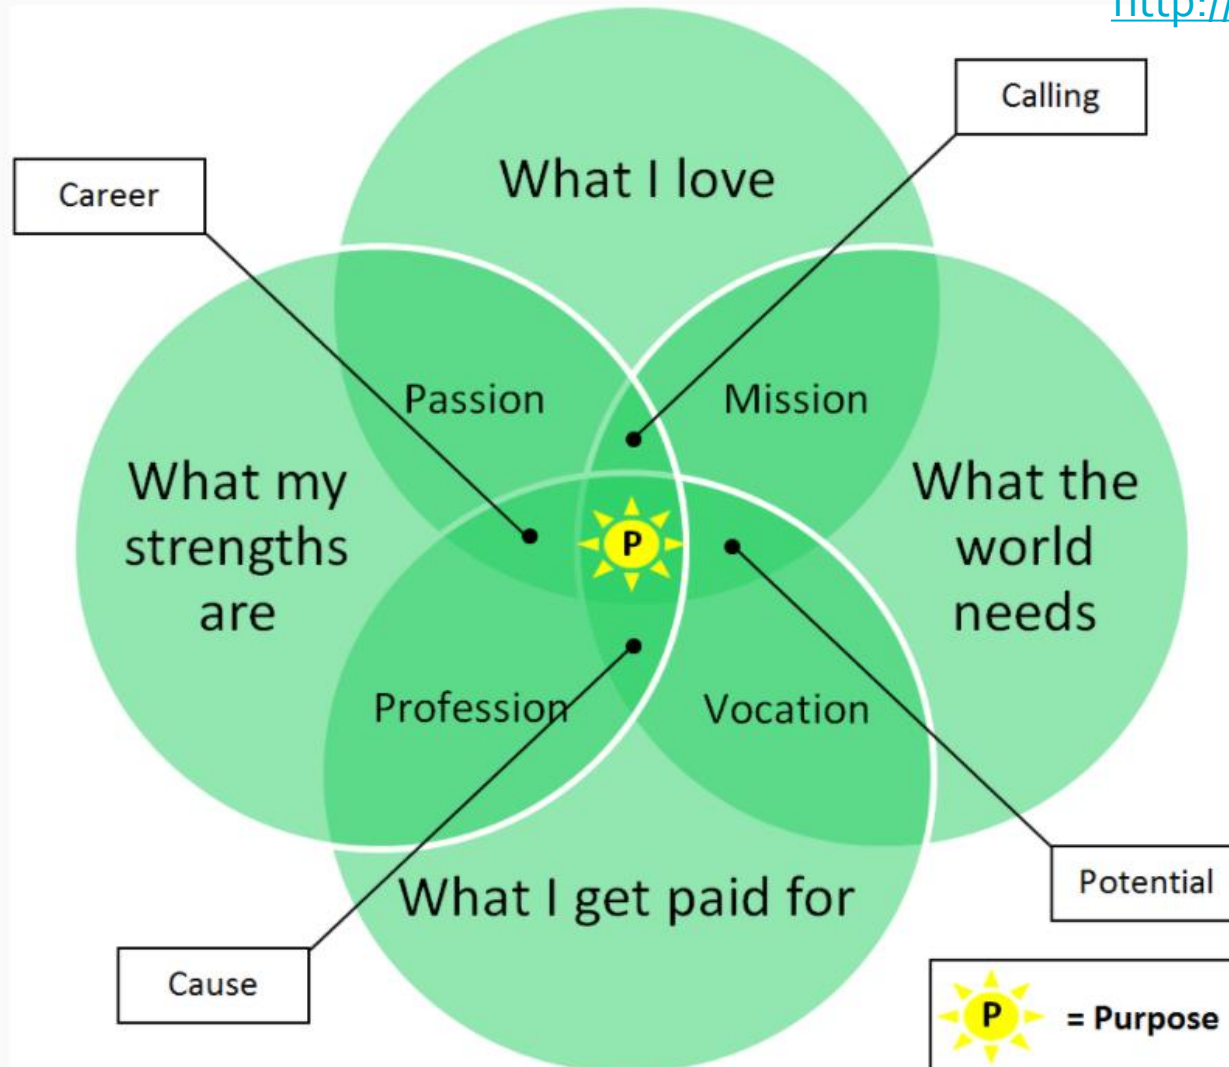 http://
Calling
What I love
Career
Passion
Mission
What my
strengths
are
What the
world
needs
P
Profession
Vocation
What I get paid for
Potential
Cause
P = Purpose